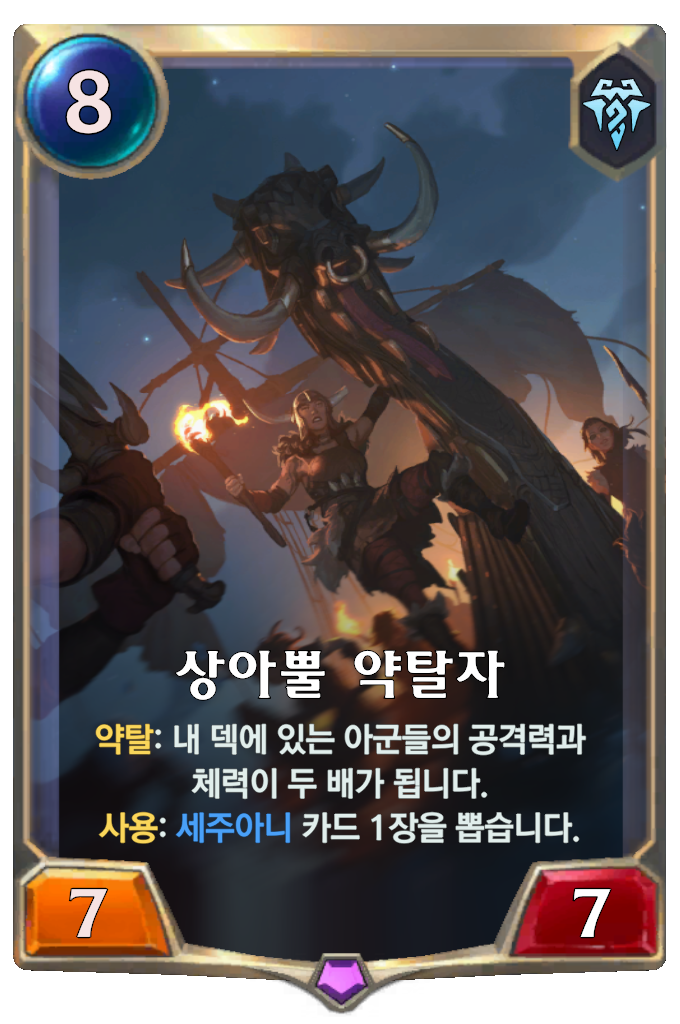 8
상아뿔 약탈자
약탈: 내 덱에 있는 아군들의 공격력과
체력이 두 배가 됩니다.
사용: 세주아니 카드 1장을 뽑습니다.
7
7